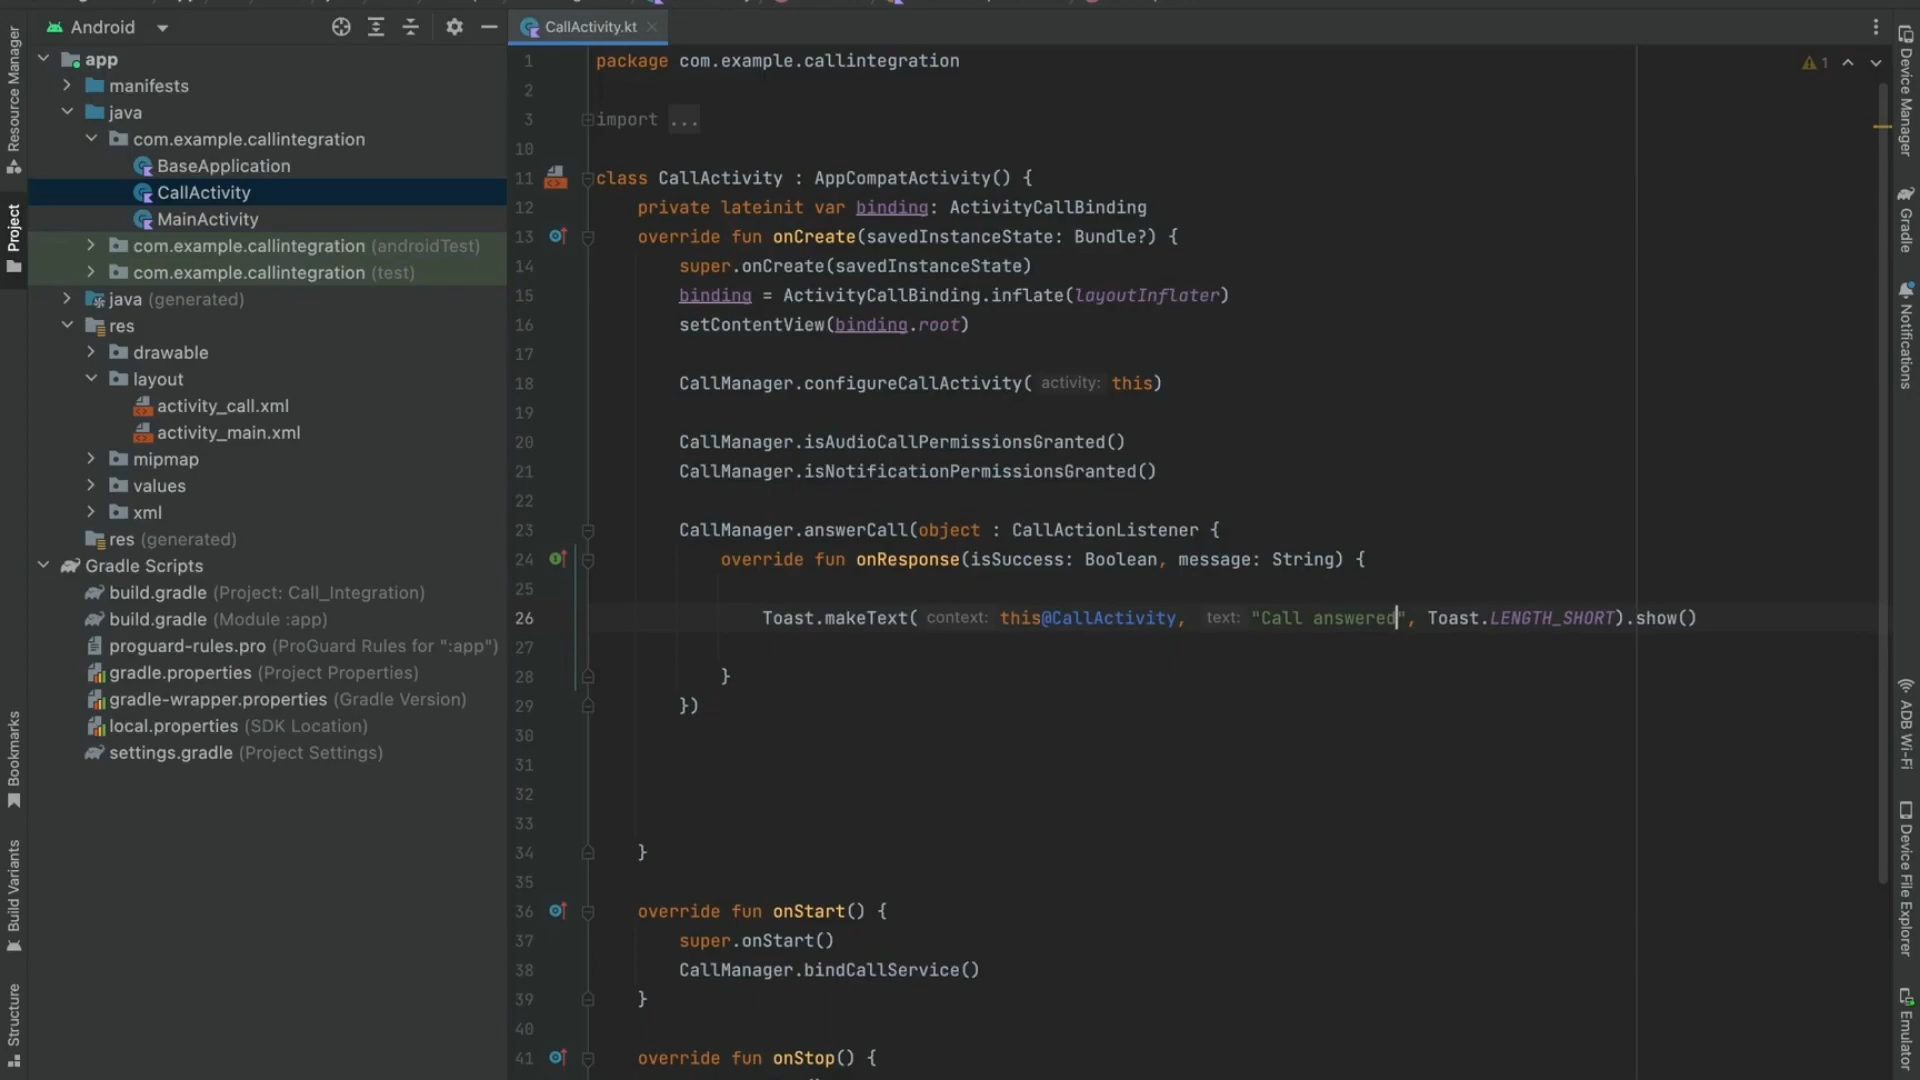 Android
app
manifests
java
com.example.callintegration
BaseApplication
CallActivity
MainActivity
com.example.callintegration (androidTest)
com.example.callintegration (test)
java (generated)
res
drawable
layout
activity_call.xml
activity_main.xml
mipmap
values
xml
res (generated)
Gradle Scripts
build.gradle (Project: Call_Integration)
build.gradle (Module :app)
proguard-rules.pro (ProGuard Rules for ":app")
gradle.properties (Project Properties)
gradle-wrapper.properties (Gradle Version)
local.properties (SDK Location)
settings.gradle (Project Settings)
Resource Manager
Project
Bookmarks
Build Variants
Structure
CallActivity.kt
1 package com.example.callintegration
2
3 import ...
10
11 class CallActivity : AppCompatActivity() {
12 private lateinit var binding: ActivityCallBinding
13 override fun onCreate(savedInstanceState: Bundle?) {
14 super.onCreate(savedInstanceState)
15 binding = ActivityCallBinding.inflate(layoutInflater)
16 setContentView(binding.root)
17
18 CallManager.configureCallActivity( activity: this)
19
20 CallManager.isAudioCallPermissionsGranted()
21 CallManager.isNotificationPermissionsGranted()
22
23 CallManager.answerCall(object : CallActionListener {
24 override fun onResponse(isSuccess: Boolean, message: String) {
25
26 Toast.makeText( context: this@CallActivity, text: "Call answered", Toast.LENGTH_SHORT).show()
27
28 }
29 })
30
31
32
33
34 }
35
36 override fun onStart() {
37 super.onStart()
38 CallManager.bindCallService()
39 }
40
41 override fun onStop() {
1
Device Manager
Gradle
Notifications
ADB Wi-Fi
Device File Explorer
Emulator